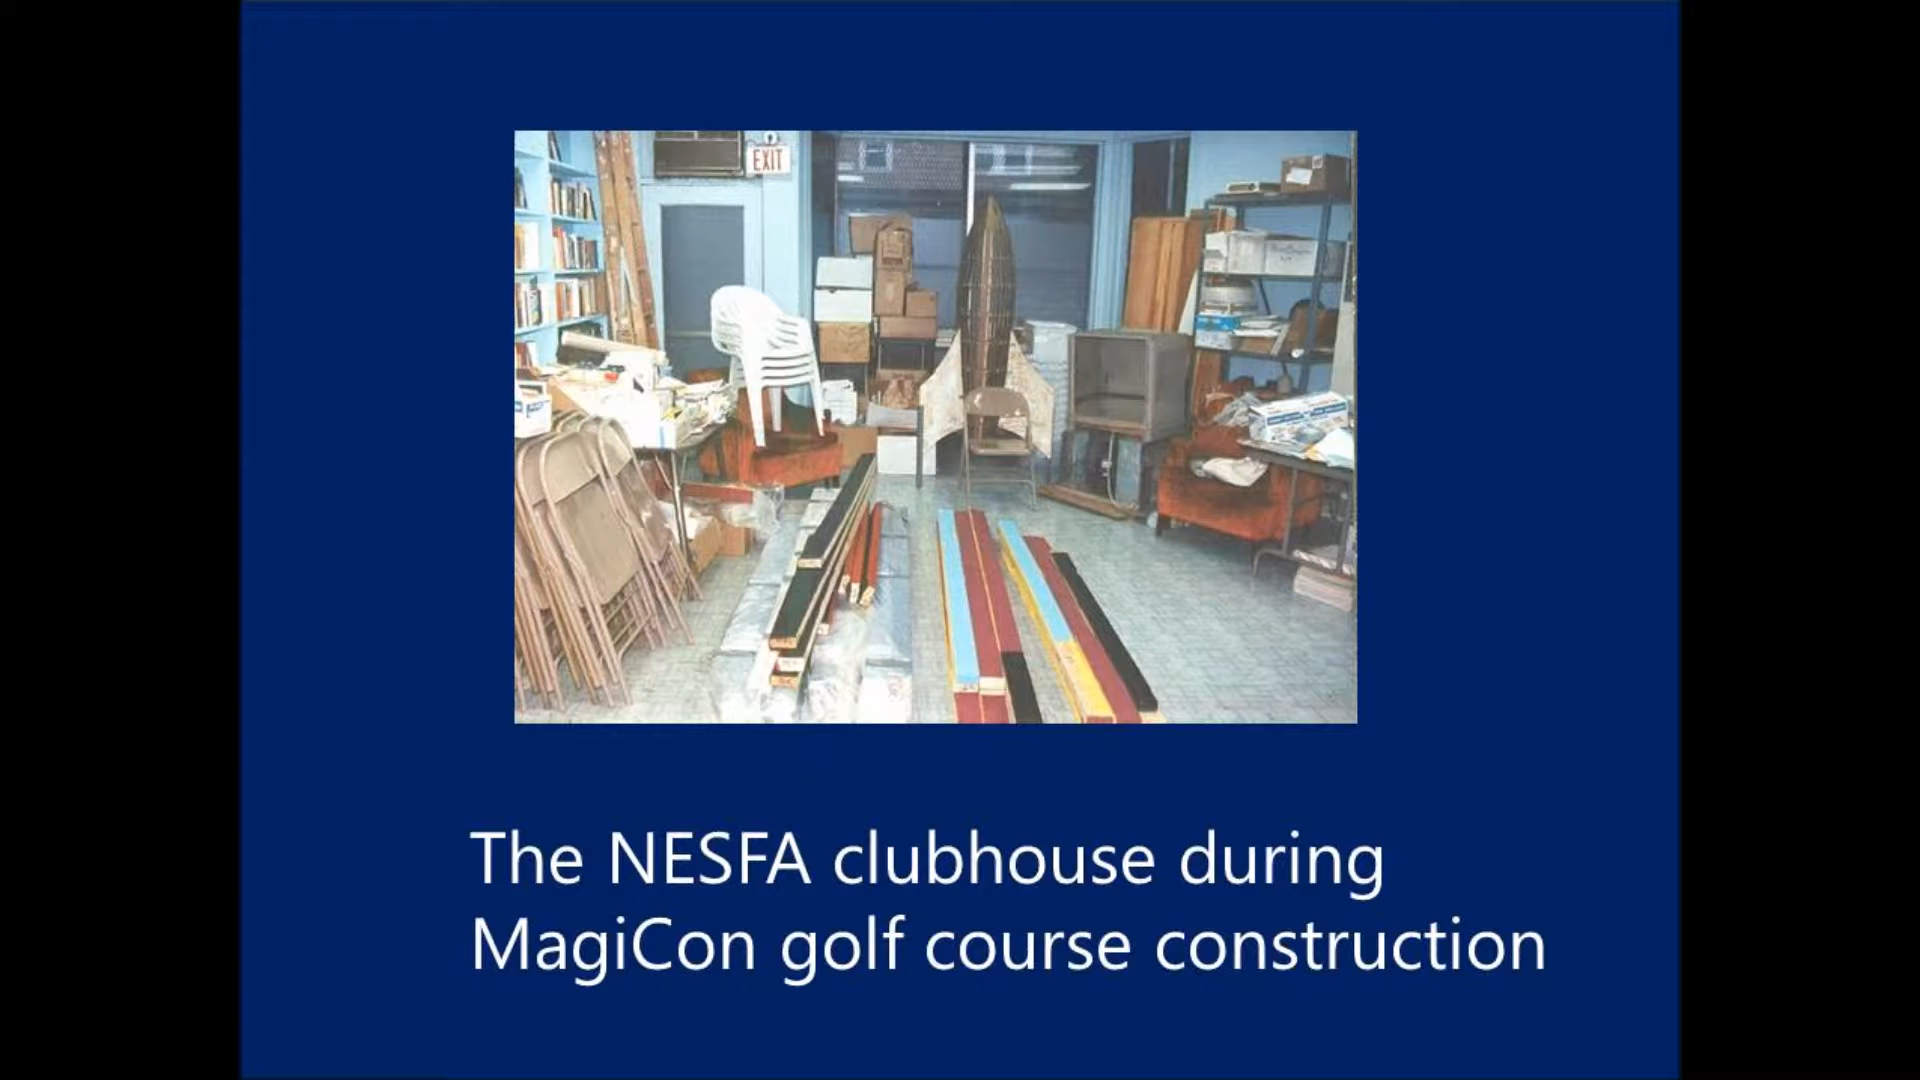 EXIT
The NESFA clubhouse during
MagiCon golf course construction